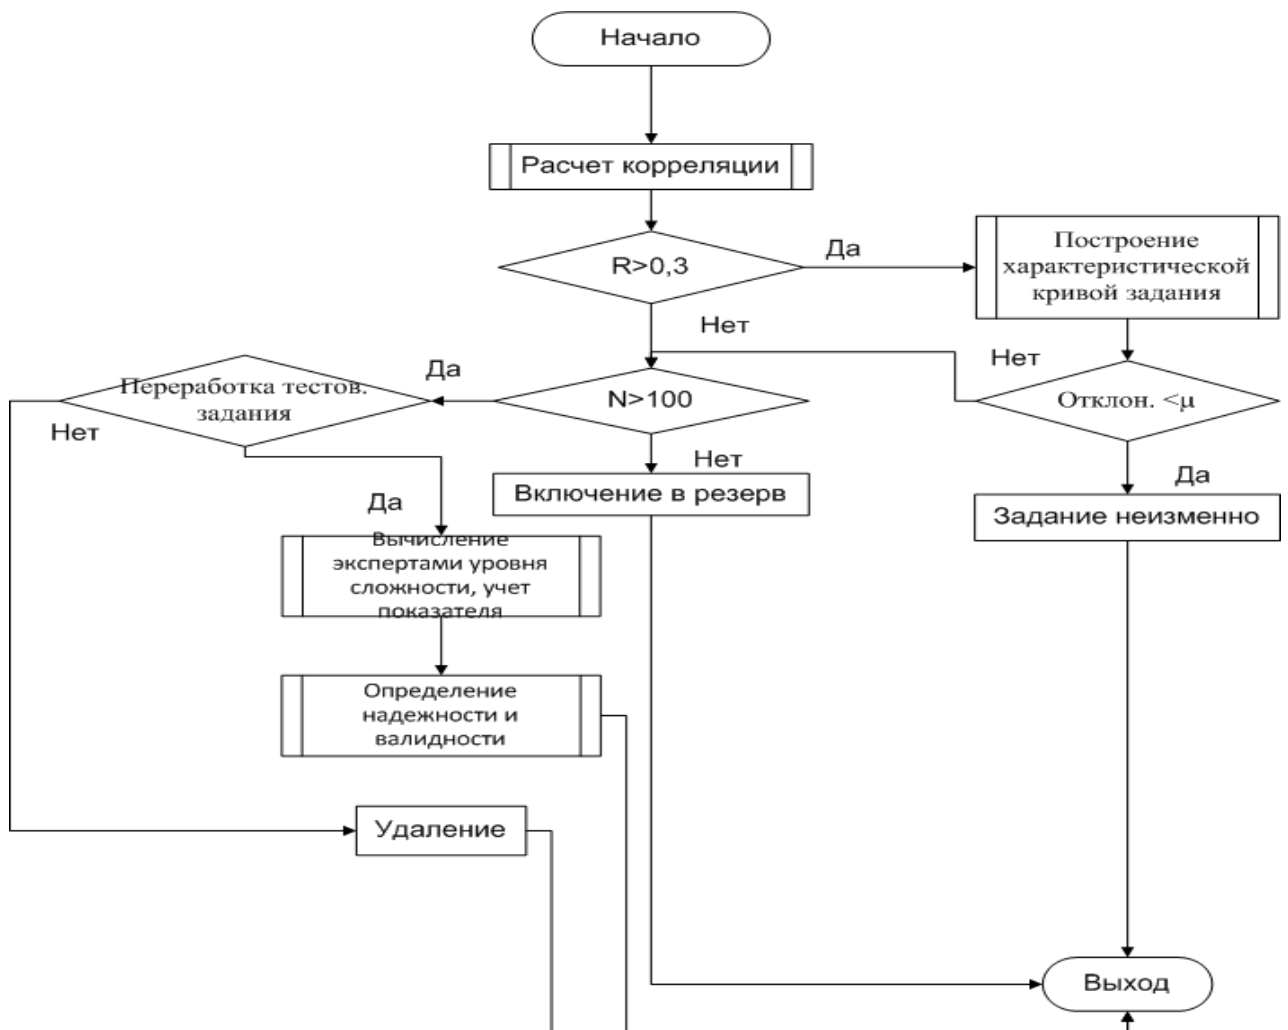 Начало
Расчет корреляции
R>0,3
Да
Построение
характеристической
кривой задания
Нет
Нет
Да
Переработка тестов.
задания
N>100
Отклон. <μ
Нет
Нет
Да
Включение в резерв
Да
Задание неизменно
Вычисление
экспертами уровня
сложности, учет
показателя
Определение
надежности и
валидности
Удаление
Выход